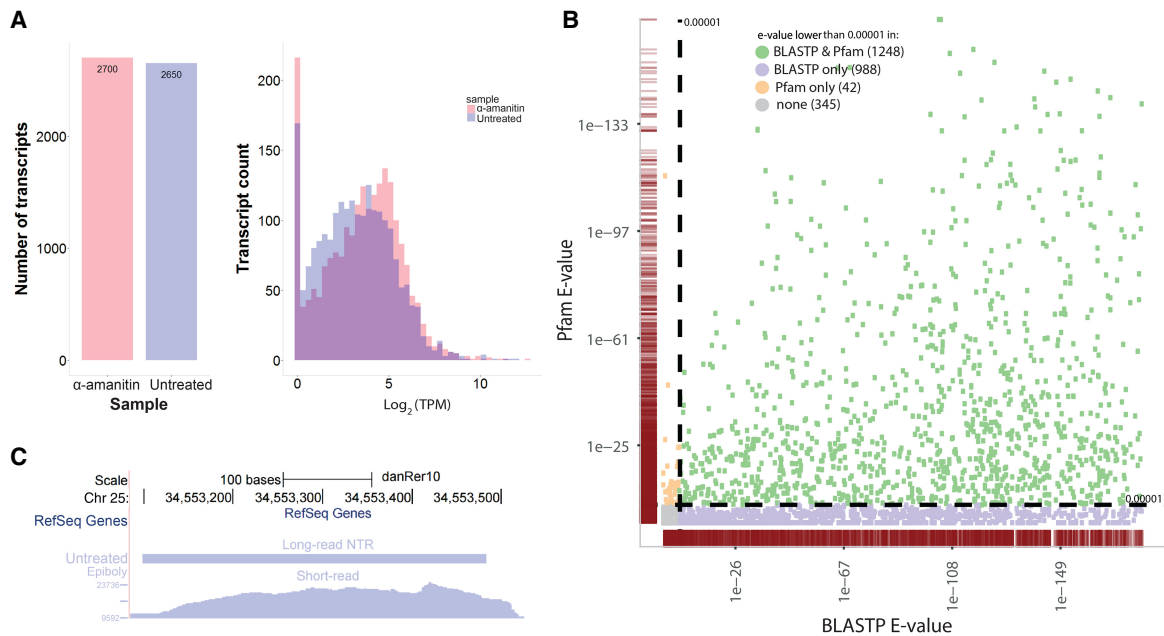 A
2700
2650
Number of transcripts
2000
1000
0
α-amanitin Untreated
Sample
200
150
100
50
0
Transcript count
sample
α-amanitin
Untreated
0 5 10
Log2 (TPM)
B
0.00001
e-value lower than 0.00001 in:
BLASTP & Pfam (1248)
BLASTP only (988)
Pfam only (42)
none (345)
1e−133
1e−97
1e−61
1e−25
Pfam E-value
0.00001
1e−26
1e−67
1e−108
1e−149
BLASTP E-value
C
Scale 100 bases danRer10
Chr 25: 34,553,200 34,553,300 34,553,400 34,553,500
RefSeq Genes
RefSeq Genes
Long-read NTR
Untreated
Epiboly
Short-read
23736
9592